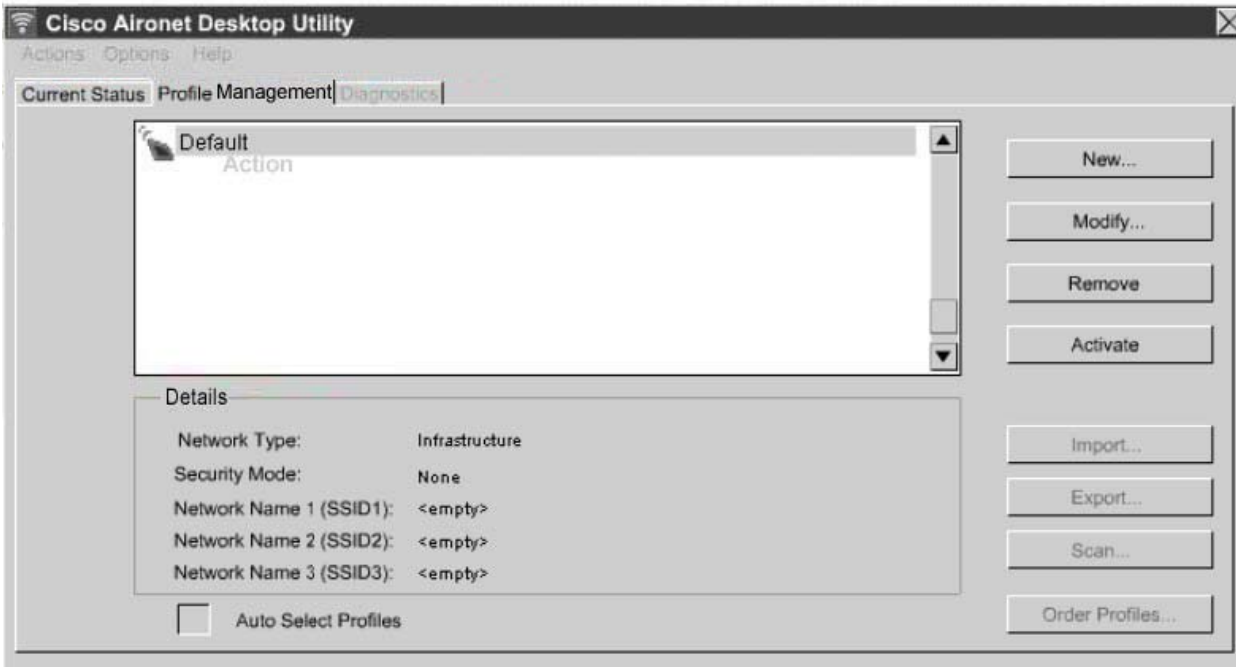 Cisco Aironet Desktop Utility
Actions Options Help
Current Status Profile Management Diagnostics
Default
Action
New...
Modify...
Remove
Activate
Details
Network Type: Infrastructure
Security Mode: None
Network Name 1 (SSID1): <empty>
Network Name 2 (SSID2): <empty>
Network Name 3 (SSID3): <empty>
Import...
Export...
Scan...
Auto Select Profiles
Order Profiles...